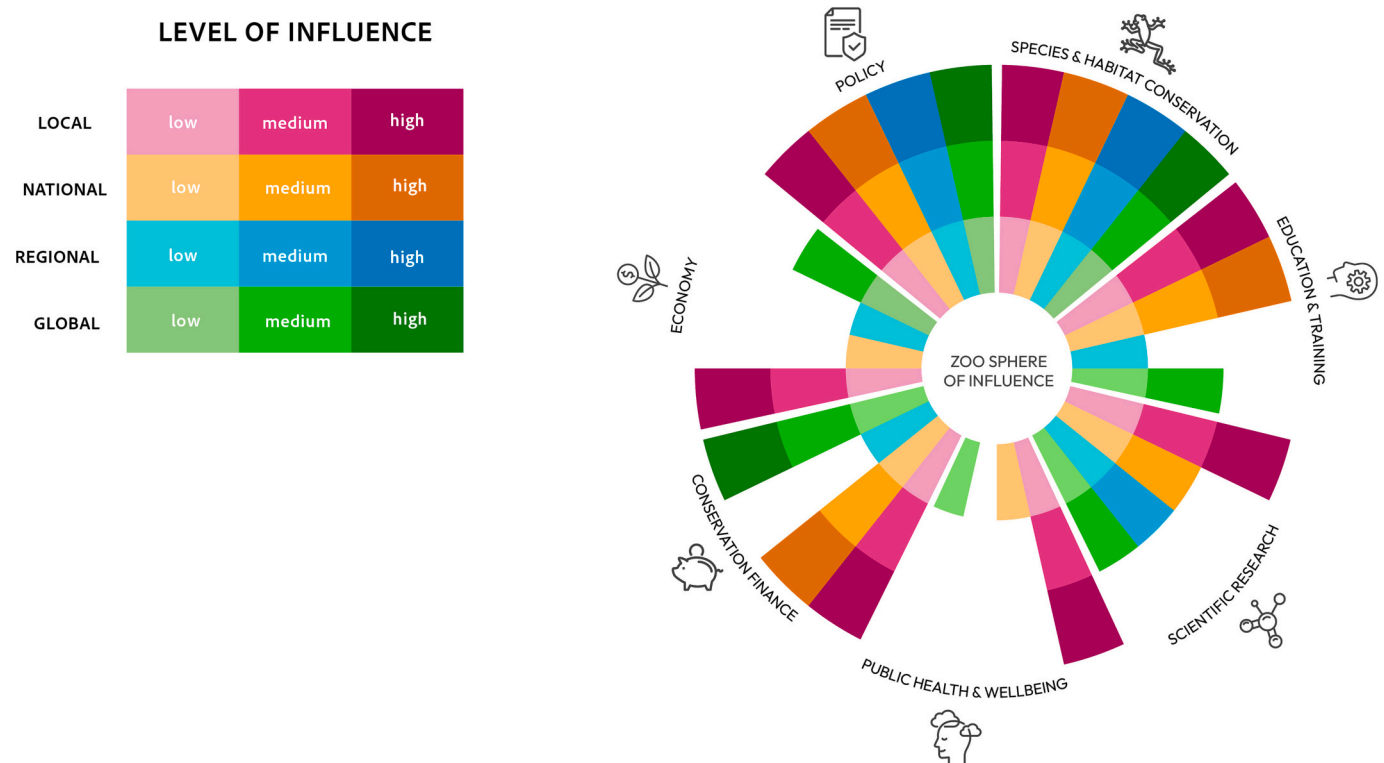 LEVEL OF INFLUENCE
LOCAL low medium high
NATIONAL low medium high
REGIONAL low medium high
GLOBAL low medium high
POLICY
SPECIES & HABITAT CONSERVATION
EDUCATION & TRAINING
SCIENTIFIC RESEARCH
PUBLIC HEALTH & WELLBEING
CONSERVATION FINANCE
$
ECONOMY
ZOO SPHERE
OF INFLUENCE